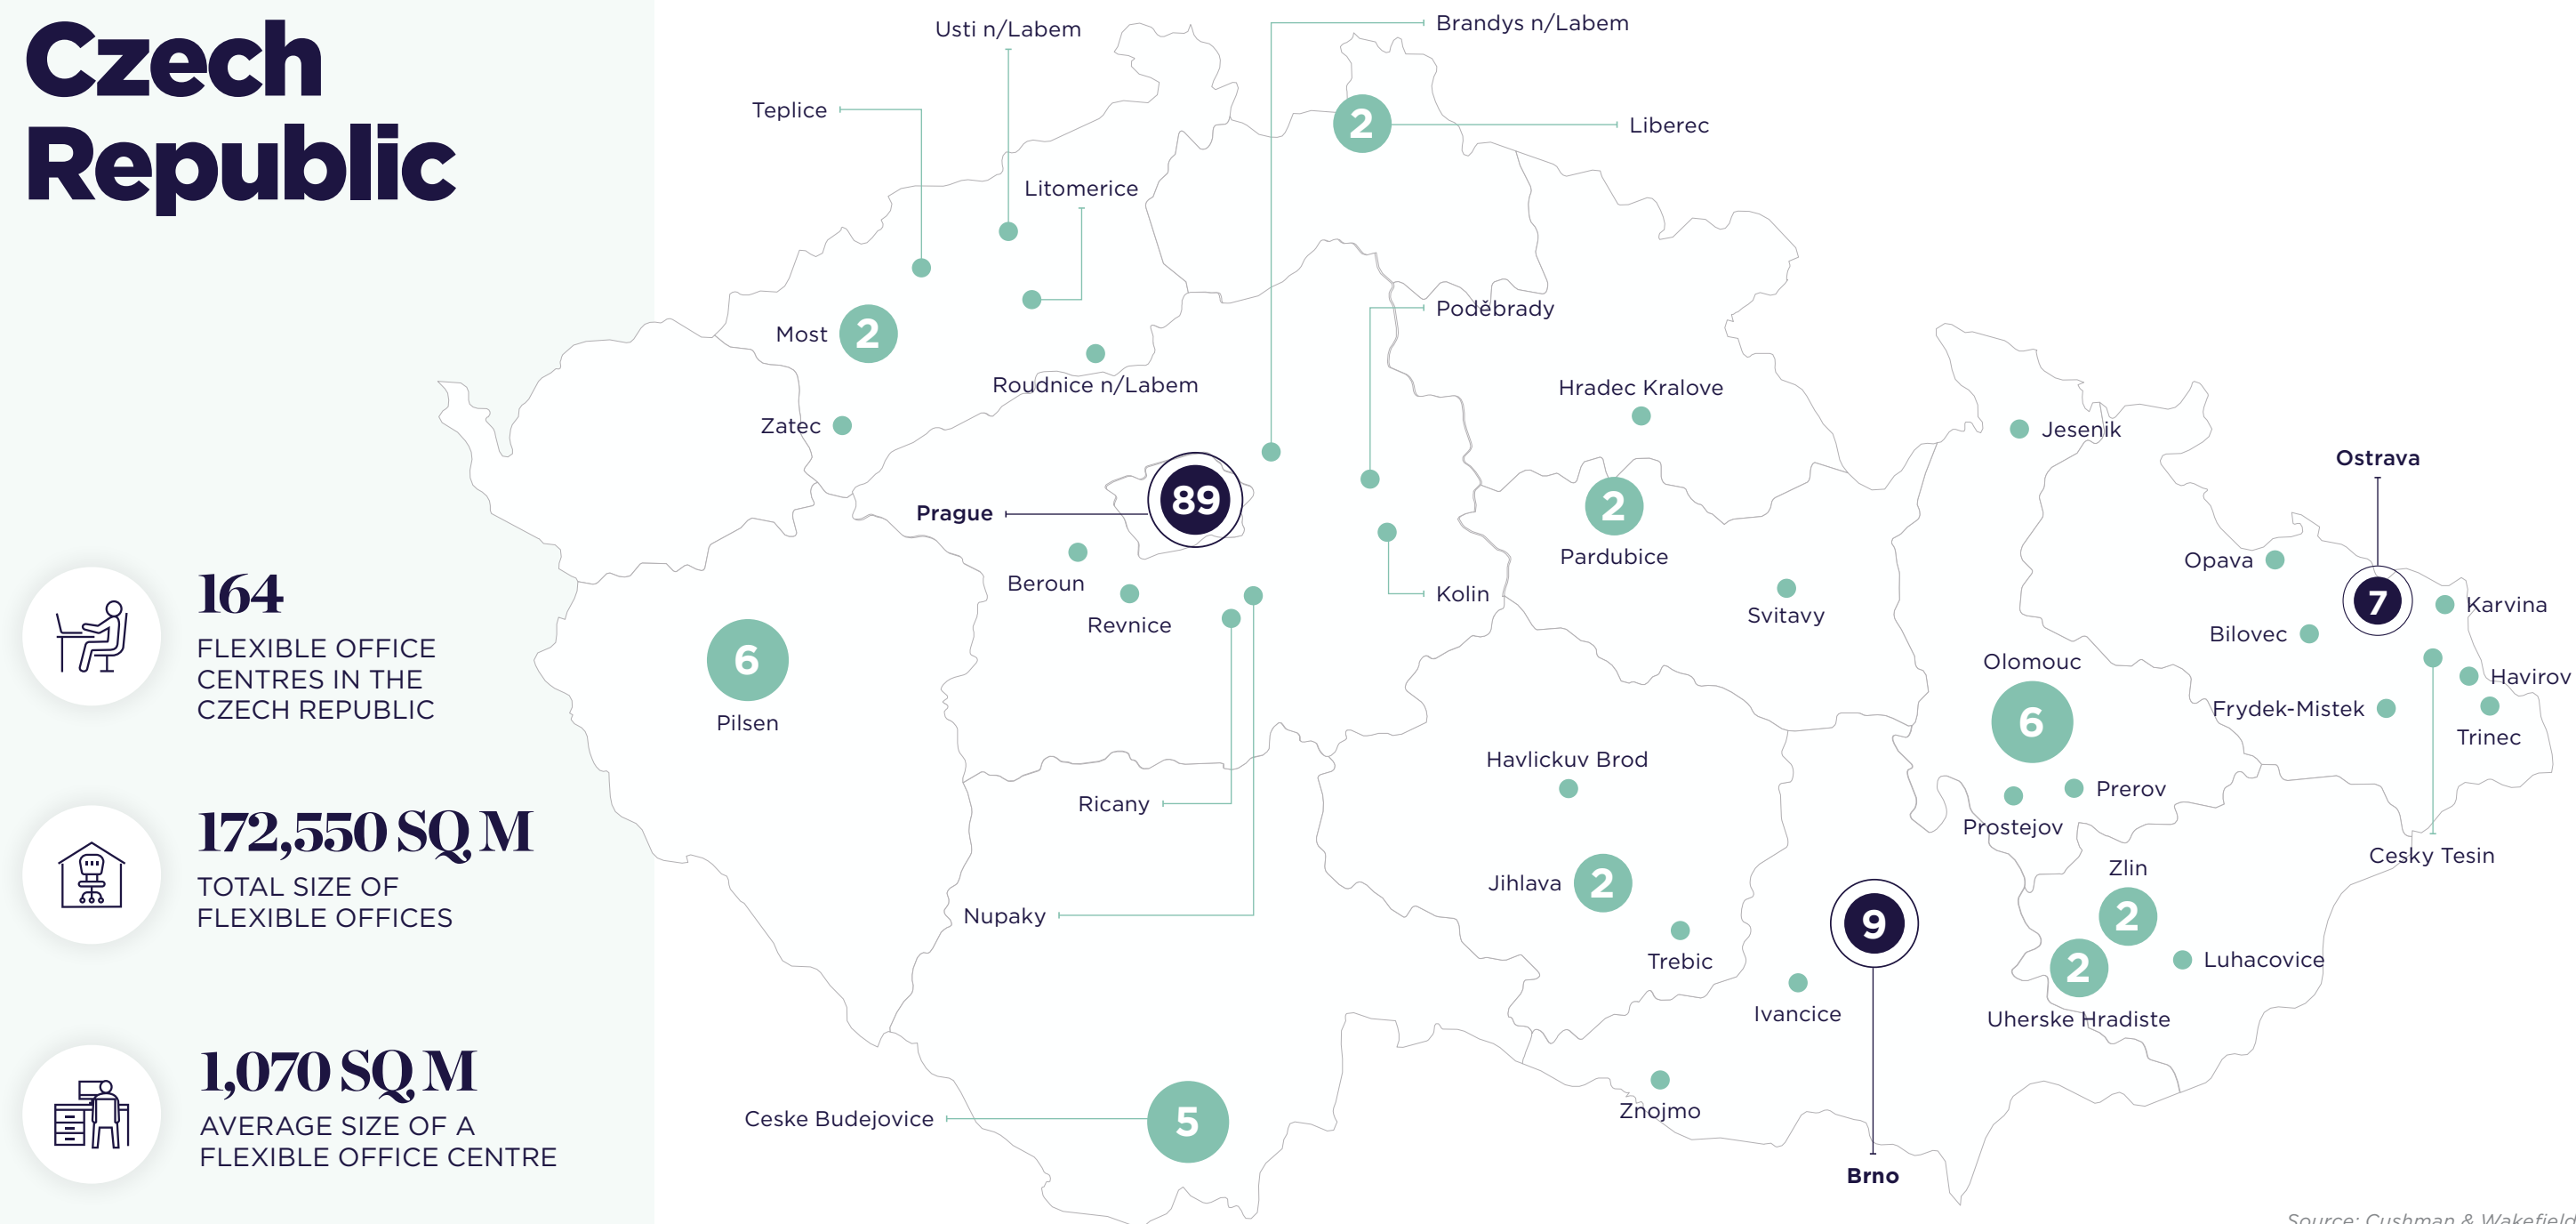 Czech
Republic
164
FLEXIBLE OFFICE
CENTRES IN THE
CZECH REPUBLIC
172,550 SQ M
TOTAL SIZE OF
FLEXIBLE OFFICES
1,070 SQ M
AVERAGE SIZE OF A
FLEXIBLE OFFICE CENTRE
Usti n/Labem
Brandys n/Labem
Teplice
2
Liberec
Litomerice
Poděbrady
Most
2
Roudnice n/Labem
Hradec Kralove
Zatec
Jesenik
Ostrava
Prague
89
2
Pardubice
Opava
Beroun
Kolin
7
Karvina
Revnice
Svitavy
Bilovec
6
Pilsen
Olomouc
6
Havirov
Frydek-Mistek
Trinec
Havlickuv Brod
Prerov
Ricany
Prostejov
Cesky Tesin
Zlin
2
Jihlava
2
Nupaky
9
Trebic
2
Luhacovice
Ivancice
Uherske Hradiste
Znojmo
Ceske Budejovice
5
Brno
Source: Cushman & Wakefield